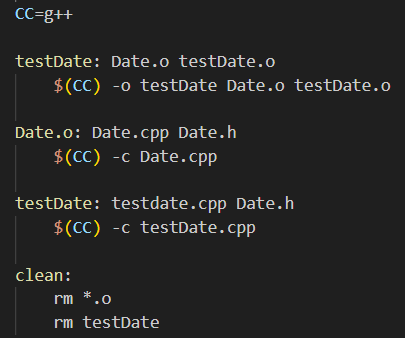 CC=g++
testDate: Date.o testDate.o
$(CC) -o testDate Date.o testDate.o
Date.o: Date.cpp Date.h
$(CC) -c Date.cpp
testDate: testdate.cpp Date.h
$(CC) -c testDate.cpp
clean:
rm *.o
rm testDate